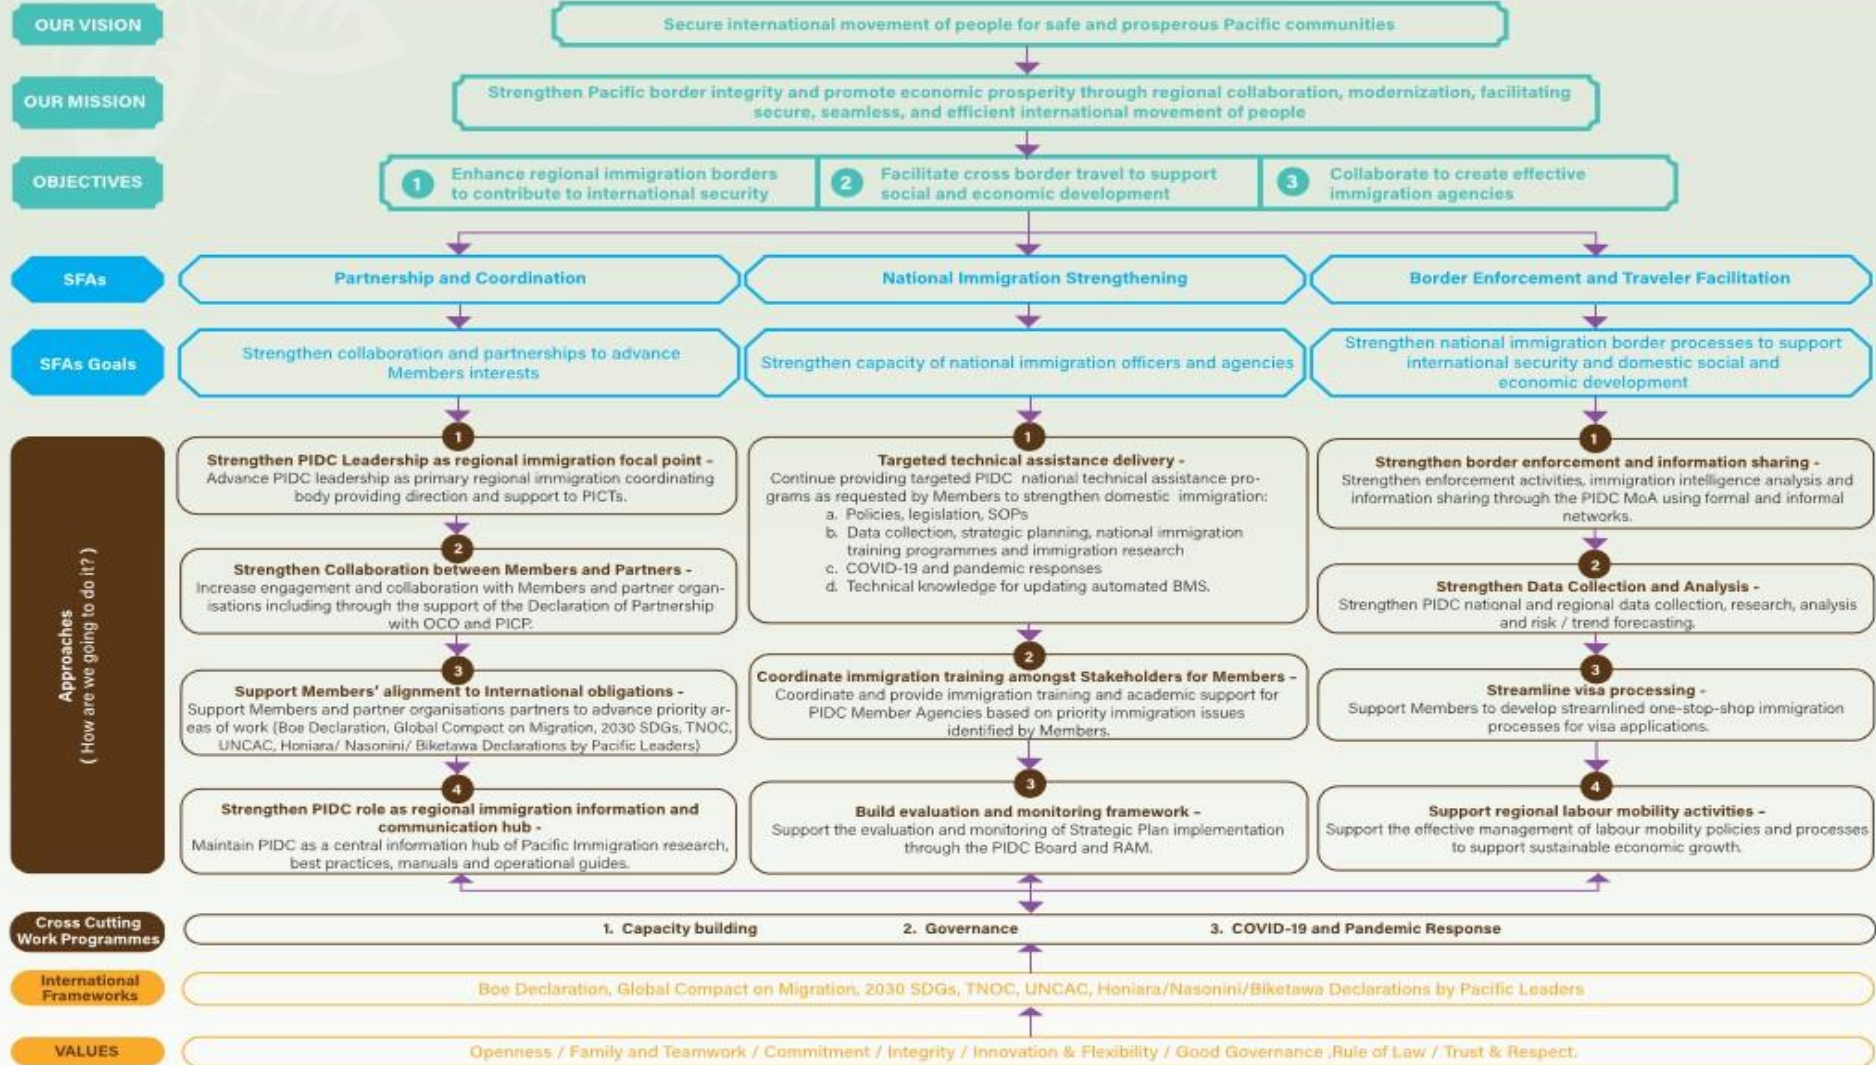 OUR VISION
Secure international movement of people for safe and prosperous Pacific communities
OUR MISSION
Strengthen Pacific border integrity and promote economic prosperity through regional collaboration, modernization, facilitating
secure, seamless, and efficient international movement of people
OBJECTIVES
1
Enhance regional immigration borders
to contribute to international security
2
Facilitate cross border travel to support
social and economic development
3
Collaborate to create effective
immigration agencies
SFAs
Partnership and Coordination
National Immigration Strengthening
Border Enforcement and Traveler Facilitation
SFAs Goals
Strengthen collaboration and partnerships to advance
Members interests
Strengthen capacity of national immigration officers and agencies
Strengthen national immigration border processes to support
international security and domestic social and
economic development
Approaches
( How are we going to do it? )
1
Strengthen PIDC Leadership as regional immigration focal point -
Advance PIDC leadership as primary regional immigration coordinating
body providing direction and support to PICTs.
2
Strengthen Collaboration between Members and Partners -
Increase engagement and collaboration with Members and partner organ-
isations including through the support of the Declaration of Partnership
with OCO and PICP.
3
Support Members' alignment to International obligations -
Support Members and partner organisations partners to advance priority ar-
eas of work (Boe Declaration, Global Compact on Migration, 2030 SDGs, TNOC,
UNCAC, Honiara/ Nasonini/ Biketawa Declarations by Pacific Leaders)
4
Strengthen PIDC role as regional immigration information and
communication hub -
Maintain PIDC as a central information hub of Pacific Immigration research,
best practices, manuals and operational guides.
1
Targeted technical assistance delivery -
Continue providing targeted PIDC national technical assistance pro-
grams as requested by Members to strengthen domestic immigration:
a. Policies, legislation, SOPs
b. Data collection, strategic planning, national immigration
training programmes and immigration research
c. COVID-19 and pandemic responses
d. Technical knowledge for updating automated BMS.
2
Coordinate immigration training amongst Stakeholders for Members –
Coordinate and provide immigration training and academic support for
PIDC Member Agencies based on priority immigration issues
identified by Members.
3
Build evaluation and monitoring framework –
Support the evaluation and monitoring of Strategic Plan implementation
through the PIDC Board and RAM.
1
Strengthen border enforcement and information sharing -
Strengthen enforcement activities, immigration intelligence analysis and
information sharing through the PIDC MoA using formal and informal
networks.
2
Strengthen Data Collection and Analysis -
Strengthen PIDC national and regional data collection, research, analysis
and risk / trend forecasting.
3
Streamline visa processing -
Support Members to develop streamlined one-stop-shop immigration
processes for visa applications.
4
Support regional labour mobility activities –
Support the effective management of labour mobility policies and processes
to support sustainable economic growth.
Cross Cutting
Work Programmes
1. Capacity building
2. Governance
3. COVID-19 and Pandemic Response
International
Frameworks
Boe Declaration, Global Compact on Migration, 2030 SDGs, TNOC, UNCAC, Honiara/Nasonini/Biketawa Declarations by Pacific Leaders
VALUES
Openness / Family and Teamwork / Commitment / Integrity / Innovation & Flexibility / Good Governance ,Rule of Law / Trust & Respect.